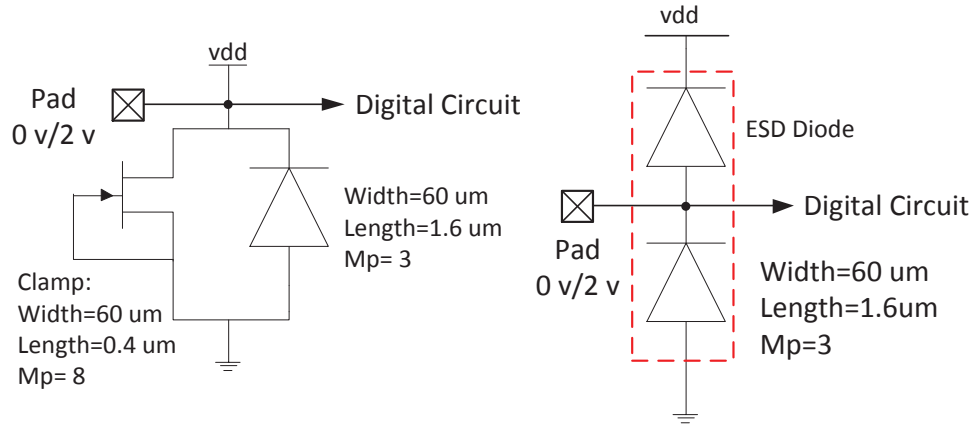 vdd
Pad
0 v/2 v
Digital Circuit
Width=60 um
Length=1.6 um
Mp= 3
Clamp:
Width=60 um
Length=0.4 um
Mp= 8
vdd
ESD Diode
Digital Circuit
Pad
0 v/2 v
Width=60 um
Length=1.6um
Mp=3